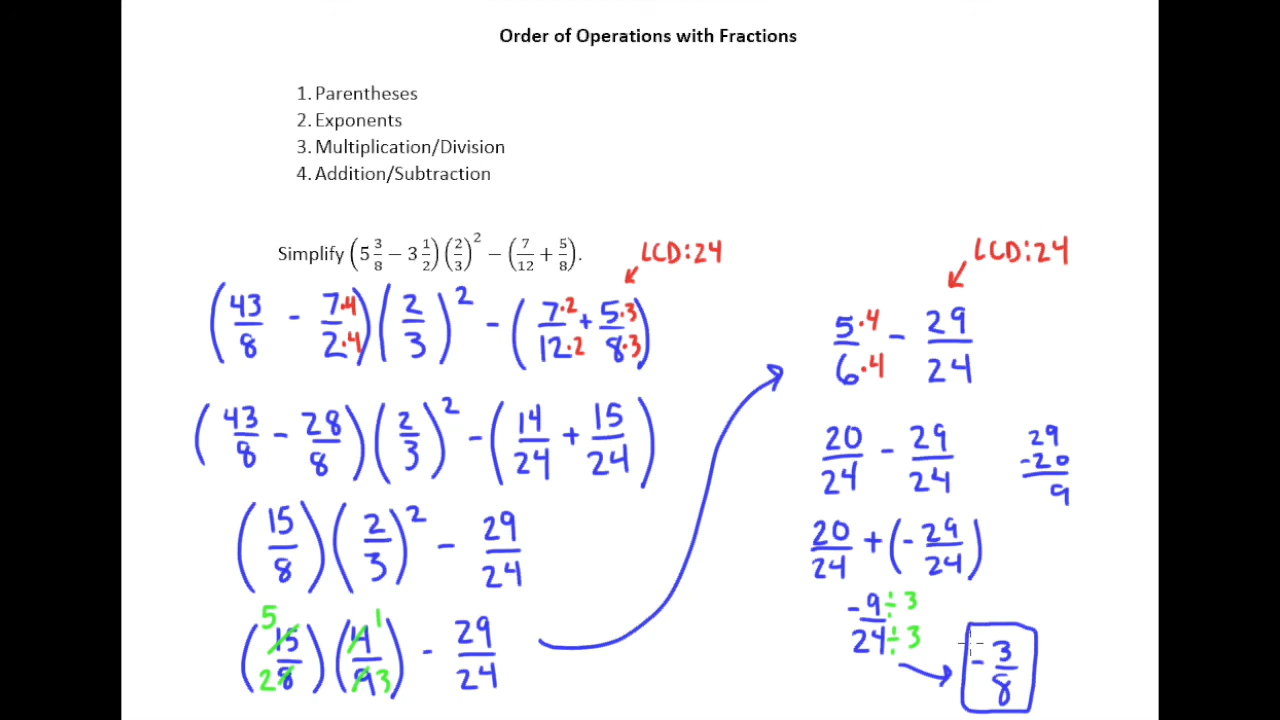 Order of Operations with Fractions
1. Parentheses
2. Exponents
3. Multiplication/Division
4. Addition/Subtraction
Simplify (5 3/8 − 3 1/2)(2/3)^2 − (7/12 + 5/8).
LCD:24
(43/8 - 7·4/2·4)(2/3)^2 - (7·2/12·2 + 5·3/8·3)
(43/8 - 28/8)(2/3)^2 - (14/24 + 15/24)
(15/8)(2/3)^2 - 29/24
5 1
(15/8)(4/9) - 29/24
2 3
LCD:24
5·4/6·4 - 29/24
20/24 - 29/24
29
-20
9
20/24 + (-29/24)
-9÷3/24÷3
-3/8